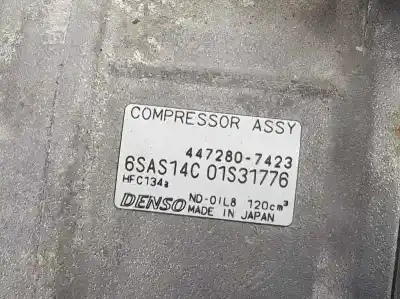 COMPRESSOR ASSY
447280-7423
6SAS14C 01S31776
HFC134a
DENSO ND-OIL8 120cm³
MADE IN JAPAN